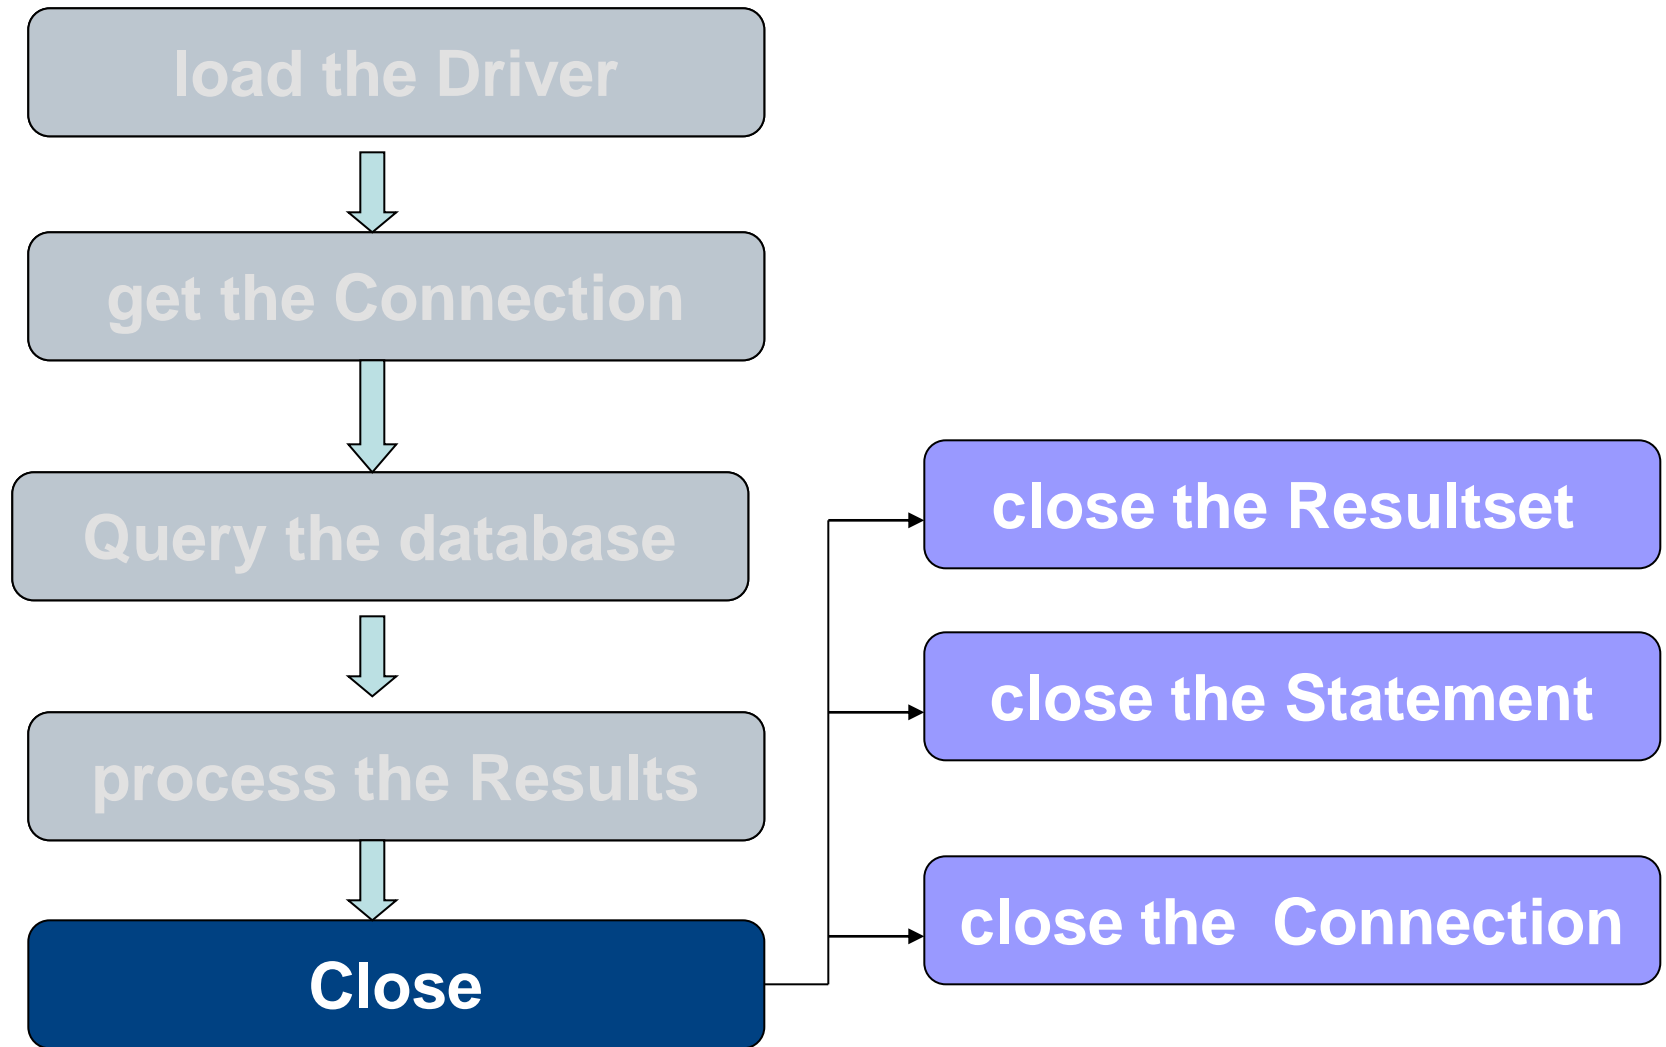 load the Driver
get the Connection
Query the database
process the Results
Close
close the Resultset
close the Statement
close the  Connection